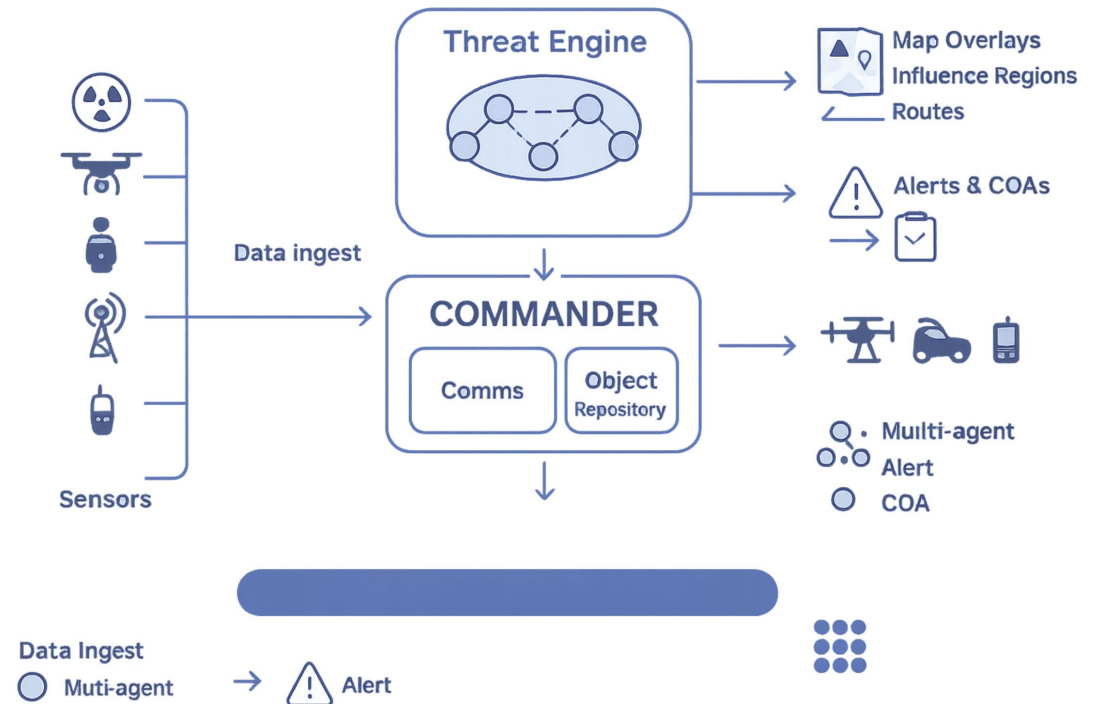 Threat Engine
Map Overlays
Influence Regions
Routes
Alerts & COAs
Data ingest
COMMANDER
Comms
Object
Repository
Muilti-agent
Alert
COA
Sensors
Data Ingest
Muti-agent
Alert